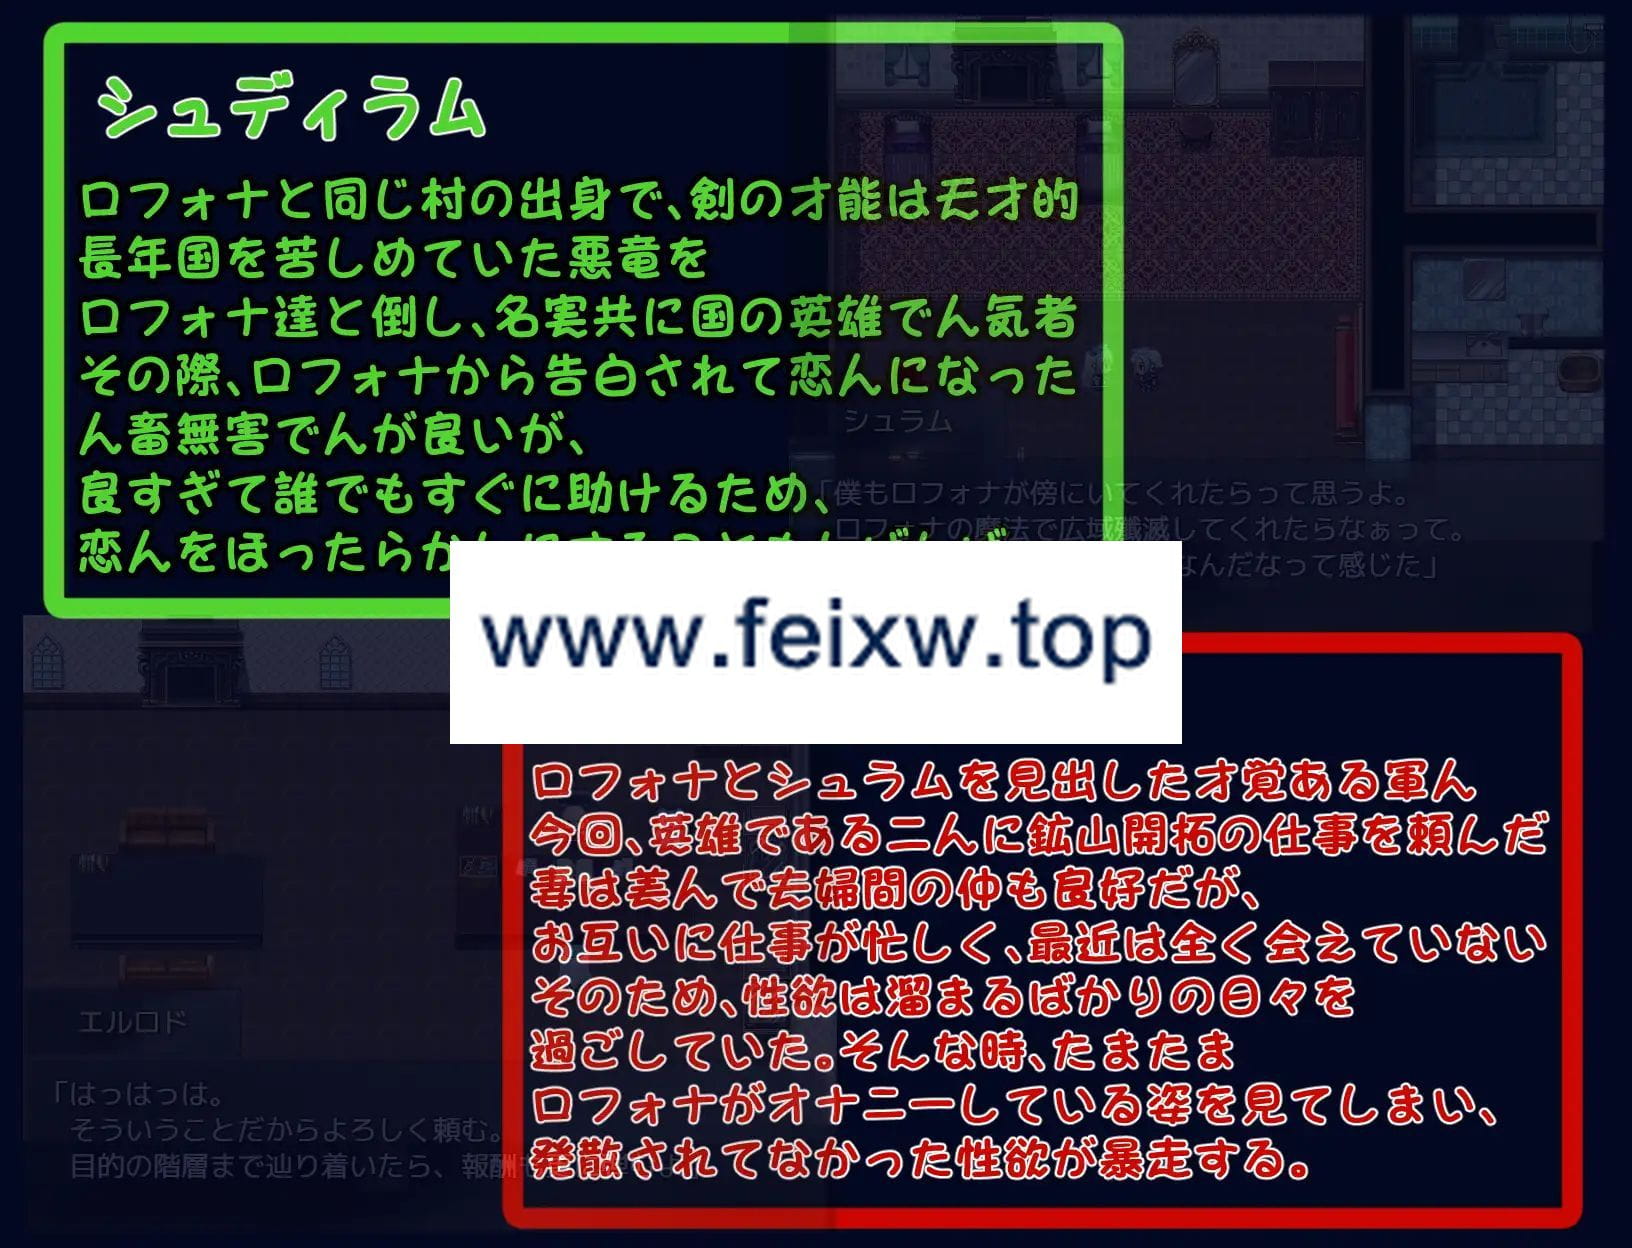 シュディラム
ロフォナと同じ村の出身で、剣の才能は天才的
長年国を苦しめていた悪竜を
ロフォナ達と倒し、名実共に国の英雄でん気者
その際、ロフォナから告白されて恋んになった
ん畜無害でんが良いが、
良すぎて誰でもすぐに助けるため、
恋んをほったらか
シュラム
「僕もロフォナが傍にいてくれたらって思うよ。
ロフォナの魔法で広域殲滅してくれたらなぁって。
なんだなって感じた」
www.feixw.top
ロフォナとシュラムを見出した才覚ある軍ん
今回、英雄である二んに鉱山開拓の仕事を頼んだ
妻は美んで夫婦間の仲も良好だが、
お互いに仕事が忙しく、最近は全く会えていない
そのため、性欲は溜まるばかりの日々を
過ごしていた。そんな時、たまたま
ロフォナがオナニーしている姿を見てしまい、
発散されてなかった性欲が暴走する。
エルロド
「はっはっは。
そういうことだからよろしく頼む。
目的の階層まで辿り着いたら、報酬